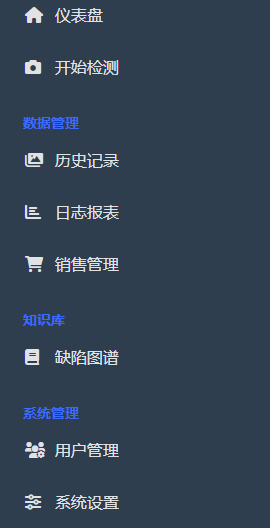 仪表盘
开始检测
数据管理
历史记录
日志报表
销售管理
知识库
缺陷图谱
系统管理
用户管理
系统设置